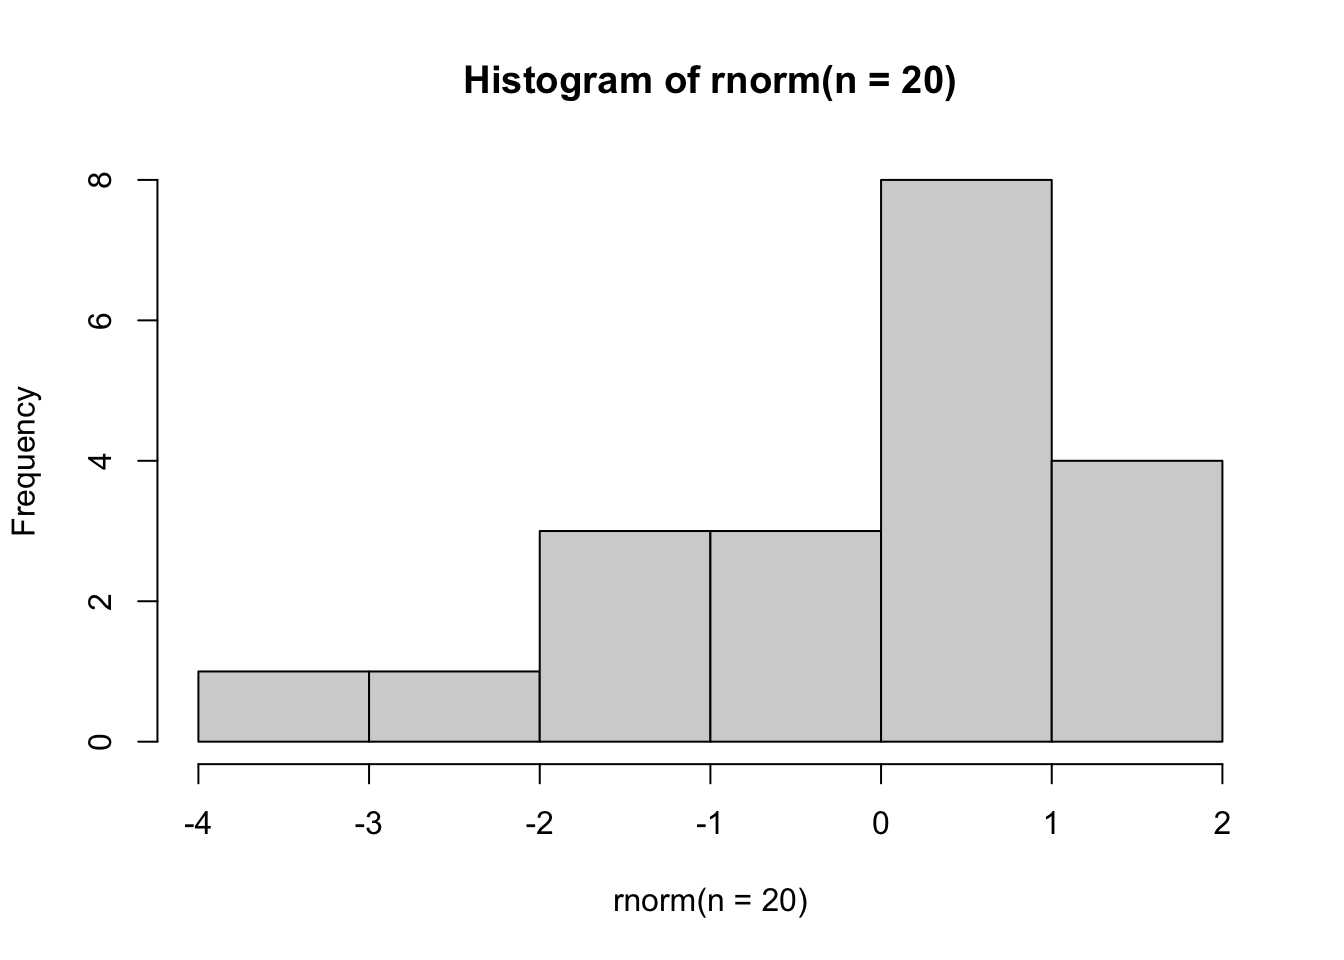 Histogram of rnorm(n = 20)
Frequency
8
6
4
2
0
-4 -3 -2 -1 0 1 2
rnorm(n = 20)